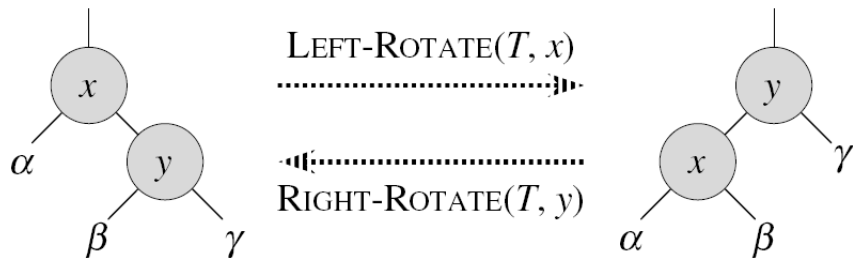 LEFT-ROTATE(T, x)
x
y
α
y
x
γ
RIGHT-ROTATE(T, y)
β
γ
α
β